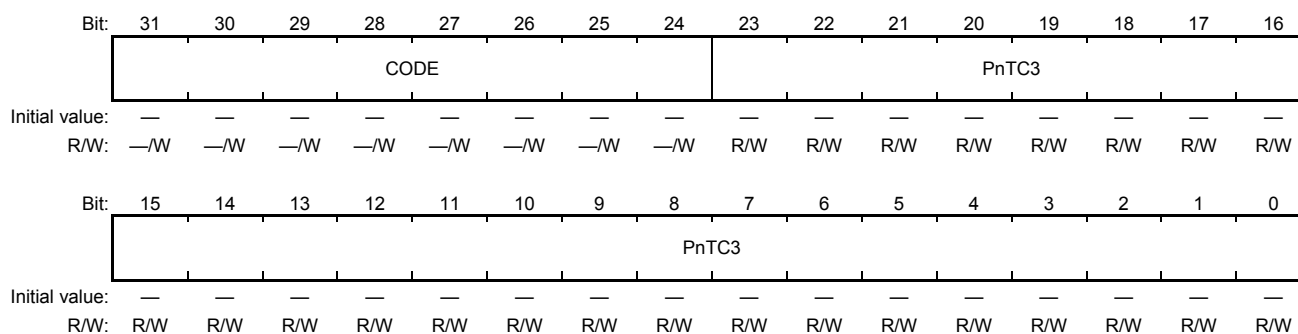 Bit: 31 30 29 28 27 26 25 24 23 22 21 20 19 18 17 16
CODE PnTC3
Initial value: — — — — — — — — — — — — — — — —
R/W: —/W —/W —/W —/W —/W —/W —/W —/W R/W R/W R/W R/W R/W R/W R/W R/W
Bit: 15 14 13 12 11 10 9 8 7 6 5 4 3 2 1 0
PnTC3
Initial value: — — — — — — — — — — — — — — — —
R/W: R/W R/W R/W R/W R/W R/W R/W R/W R/W R/W R/W R/W R/W R/W R/W R/W